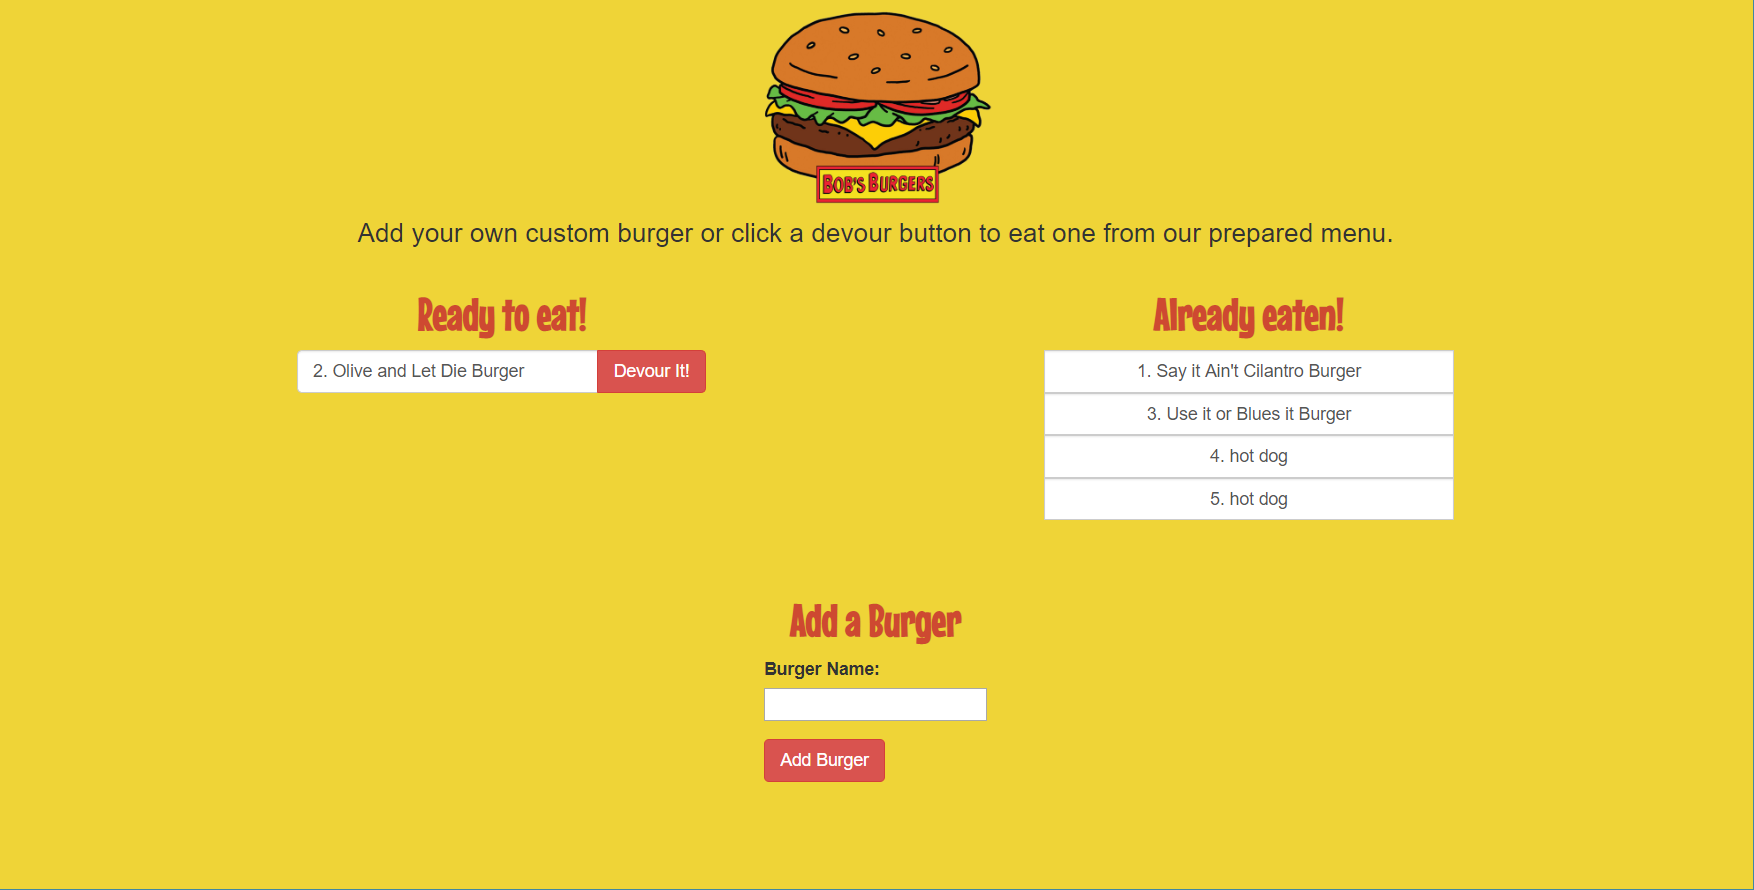 BOB'S BURGERS
Add your own custom burger or click a devour button to eat one from our prepared menu.
Ready to eat!
2. Olive and Let Die Burger
Devour It!
Already eaten!
1. Say it Ain't Cilantro Burger
3. Use it or Blues it Burger
4. hot dog
5. hot dog
Add a Burger
Burger Name:
Add Burger